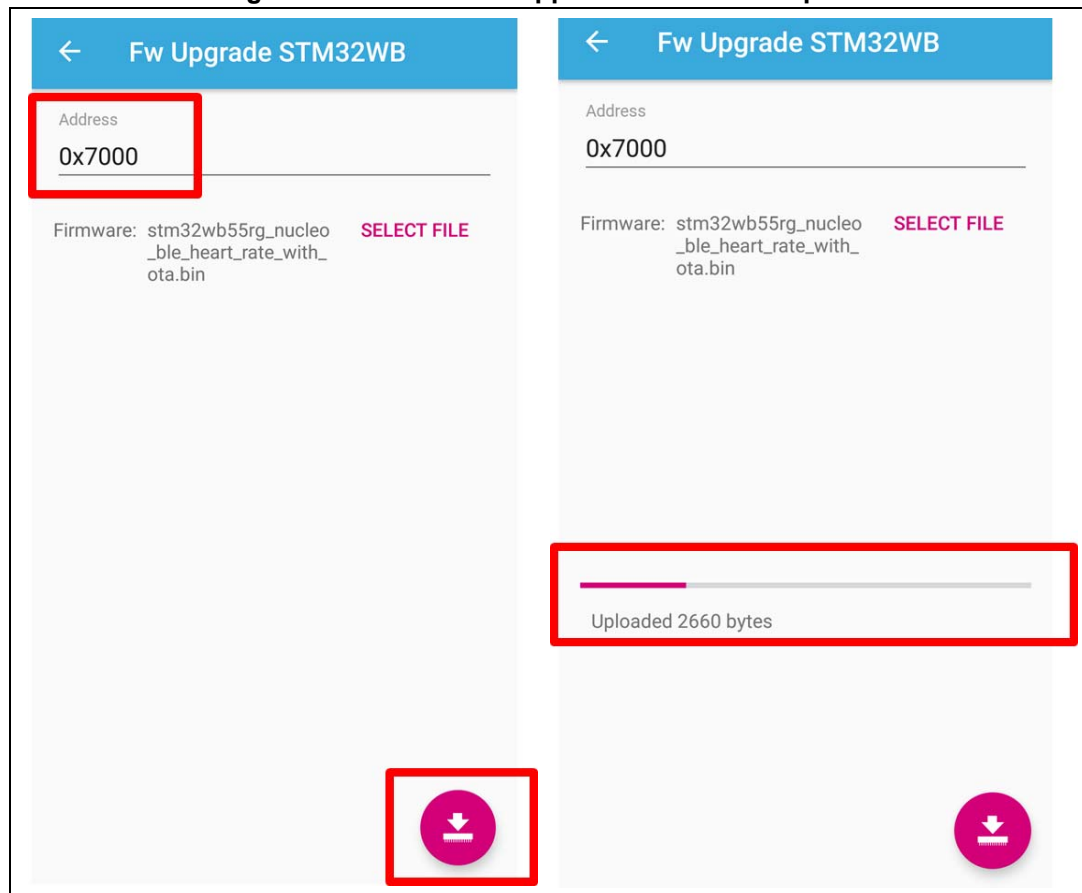 ← Fw Upgrade STM32WB
Address
0x7000
Firmware: stm32wb55rg_nucleo SELECT FILE
_ble_heart_rate_with_
ota.bin
← Fw Upgrade STM32WB
Address
0x7000
Firmware: stm32wb55rg_nucleo SELECT FILE
_ble_heart_rate_with_
ota.bin
Uploaded 2660 bytes